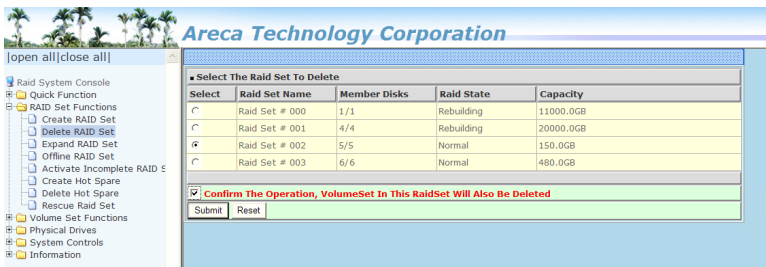 Areca Technology Corporation
|open all|close all|
Raid System Console
Quick Function
RAID Set Functions
Create RAID Set
Delete RAID Set
Expand RAID Set
Offline RAID Set
Activate Incomplete RAID S
Create Hot Spare
Delete Hot Spare
Rescue Raid Set
Volume Set Functions
Physical Drives
System Controls
Information
Select The Raid Set To Delete
Select Raid Set Name Member Disks Raid State Capacity
Raid Set # 000 1/1 Rebuilding 11000.0GB
Raid Set # 001 4/4 Rebuilding 20000.0GB
Raid Set # 002 5/5 Normal 150.0GB
Raid Set # 003 6/6 Normal 480.0GB
Confirm The Operation, VolumeSet In This RaidSet Will Also Be Deleted
Submit Reset